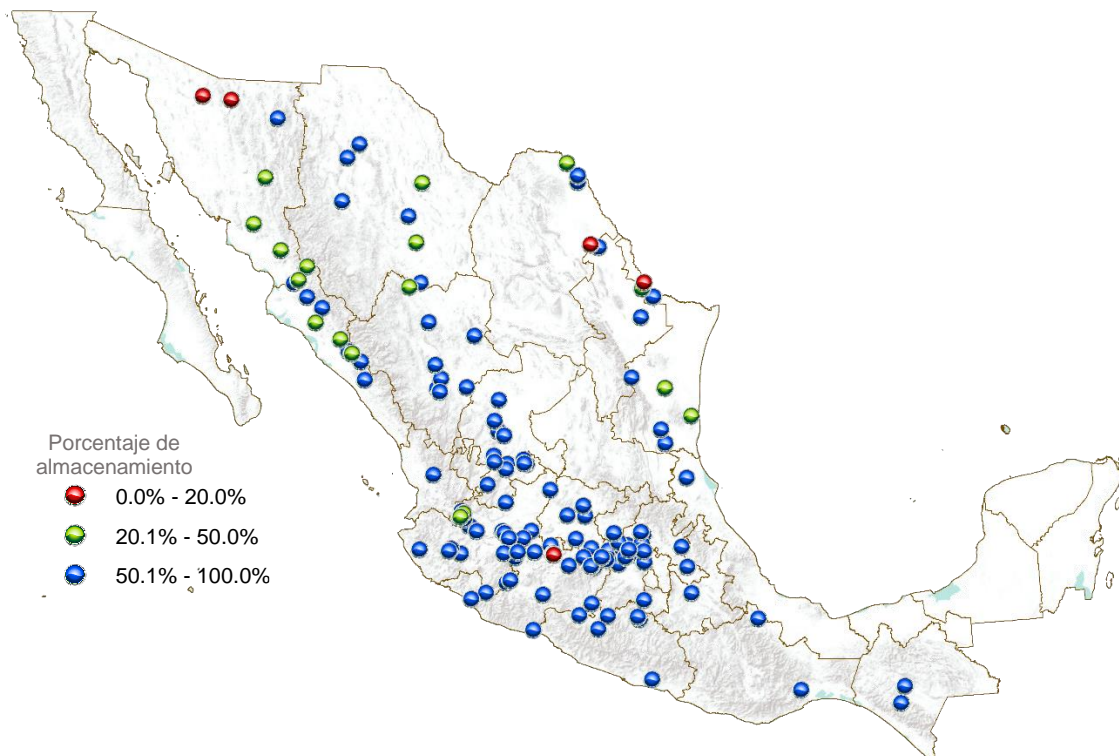 Porcentaje de
almacenamiento
0.0% - 20.0%
20.1% - 50.0%
50.1% - 100.0%